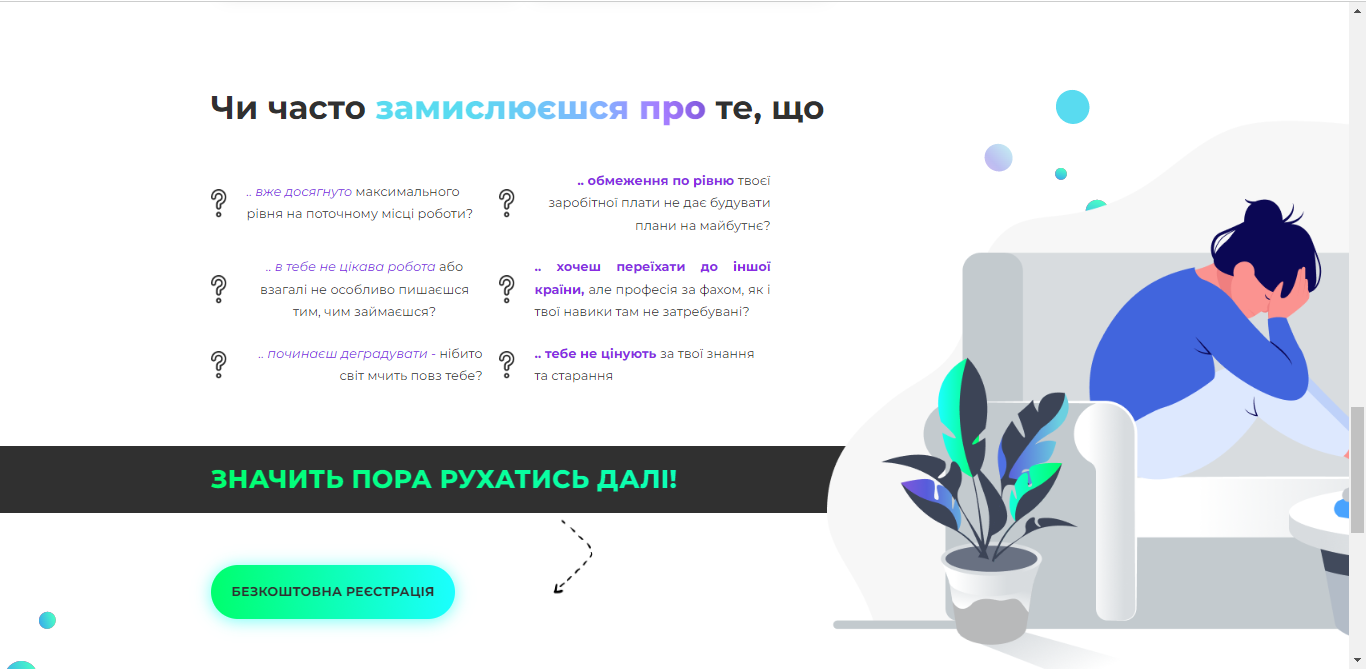 Чи часто замислюєшся про те, що
.. вже досягнуто максимального
рівня на поточному місці роботи?
.. обмеження по рівню твоєї
заробітної плати не дає будувати
плани на майбутнє?
.. в тебе не цікава робота або
взагалі не особливо пишаєшся
тим, чим займаєшся?
.. хочеш переїхати до іншої
країни, але професія за фахом, як і
твої навики там не затребувані?
.. починаєш деградувати - нібито
світ мчить повз тебе?
.. тебе не цінують за твої знання
та старання
ЗНАЧИТЬ ПОРА РУХАТИСЬ ДАЛІ!
БЕЗКОШТОВНА РЕЄСТРАЦІЯ